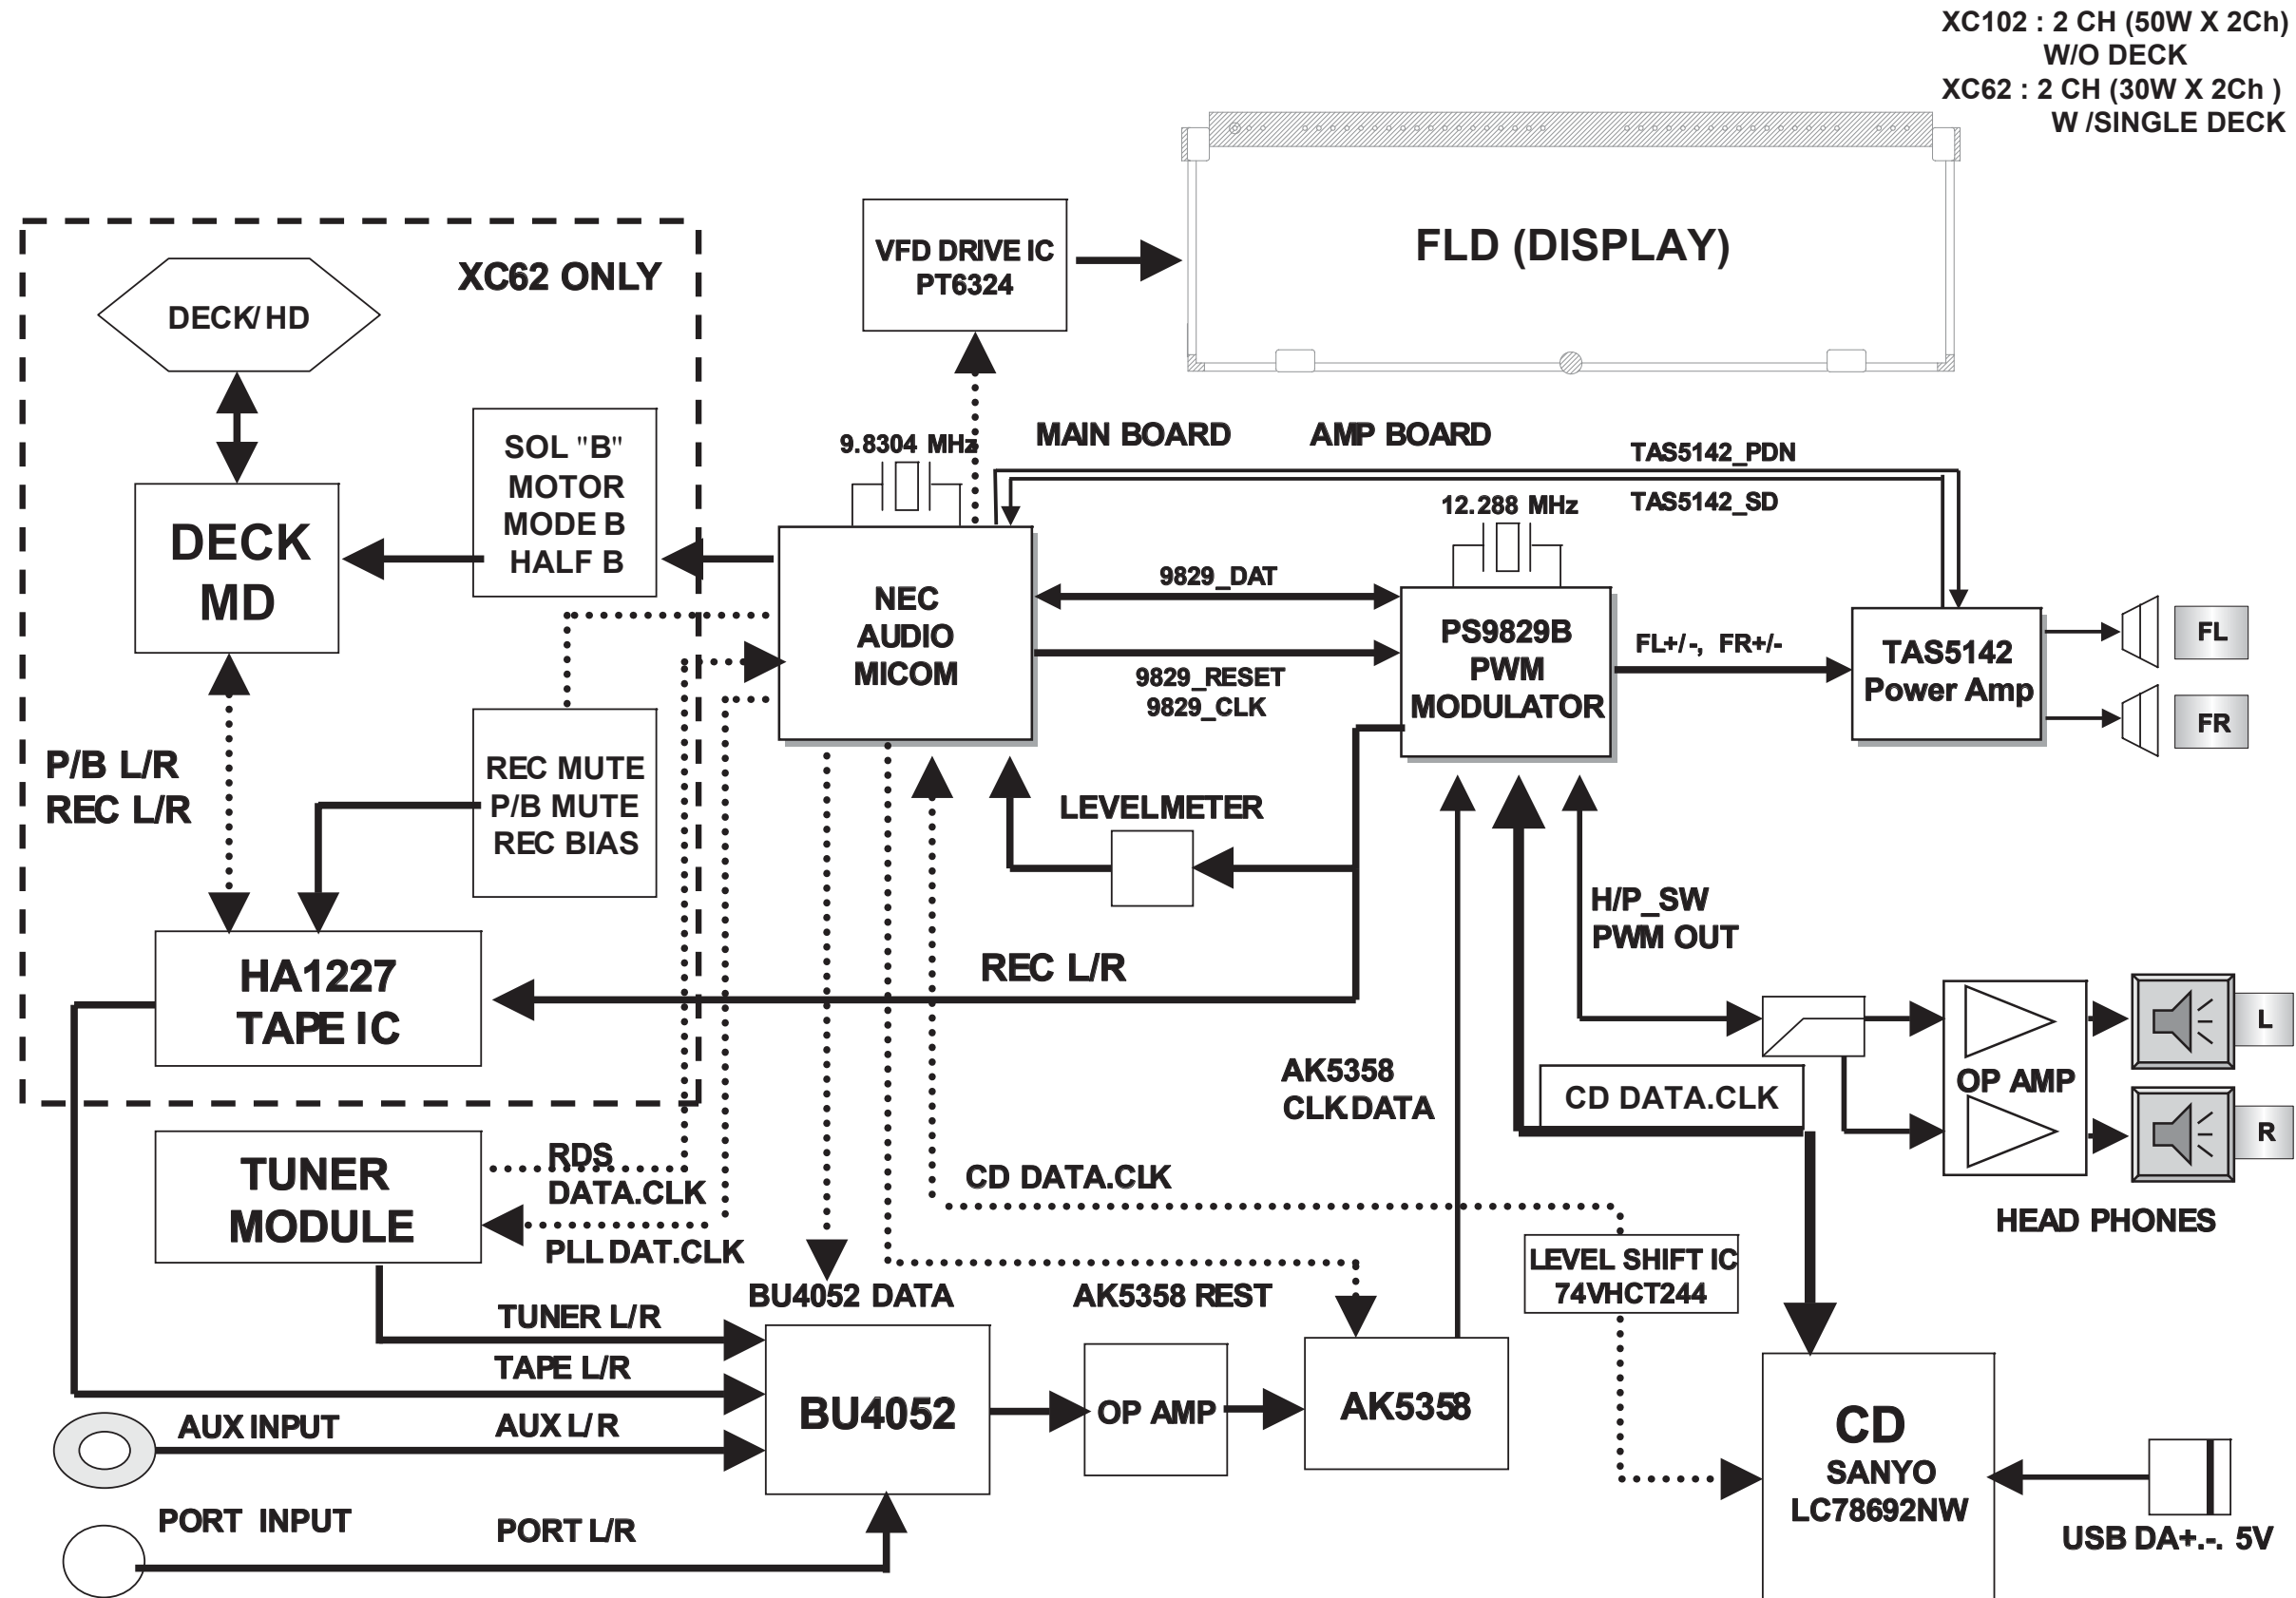 XC102 : 2 CH (50W X 2Ch)
W/O DECK
XC62 : 2 CH (30W X 2Ch )
W /SINGLE DECK
FLD (DISPLAY)
VFD DRIVE IC
PT6324
XC62 ONLY
DECK/ HD
SOL "B"
MOTOR
MODE B
HALF B
DECK
MD
9.8304 MHz
MAIN BOARD
AMP BOARD
TAS5142_PDN
TAS5142_SD
12.288 MHz
NEC
AUDIO
MICOM
9829_DAT
9829_RESET
9829_CLK
PS9829B
PWM
MODULATOR
FL+/ -, FR+/-
TAS5142
Power Amp
FL
FR
P/B L/R
REC L/R
REC MUTE
P/B MUTE
REC BIAS
LEVELMETER
H/P_SW
PWM OUT
HA1227
TAPE IC
REC L/R
AK5358
CLK DATA
CD DATA.CLK
OP AMP
L
R
HEAD PHONES
TUNER
MODULE
RDS
DATA.CLK
PLL DAT.CLK
CD DATA.CLK
LEVEL SHIFT IC
74VHCT244
BU4052 DATA
AK5358 REST
TUNER L/R
TAPE L/R
AUX INPUT
AUX L/ R
PORT INPUT
PORT L/R
BU4052
OP AMP
AK5358
CD
SANYO
LC78692NW
USB DA+.-. 5V